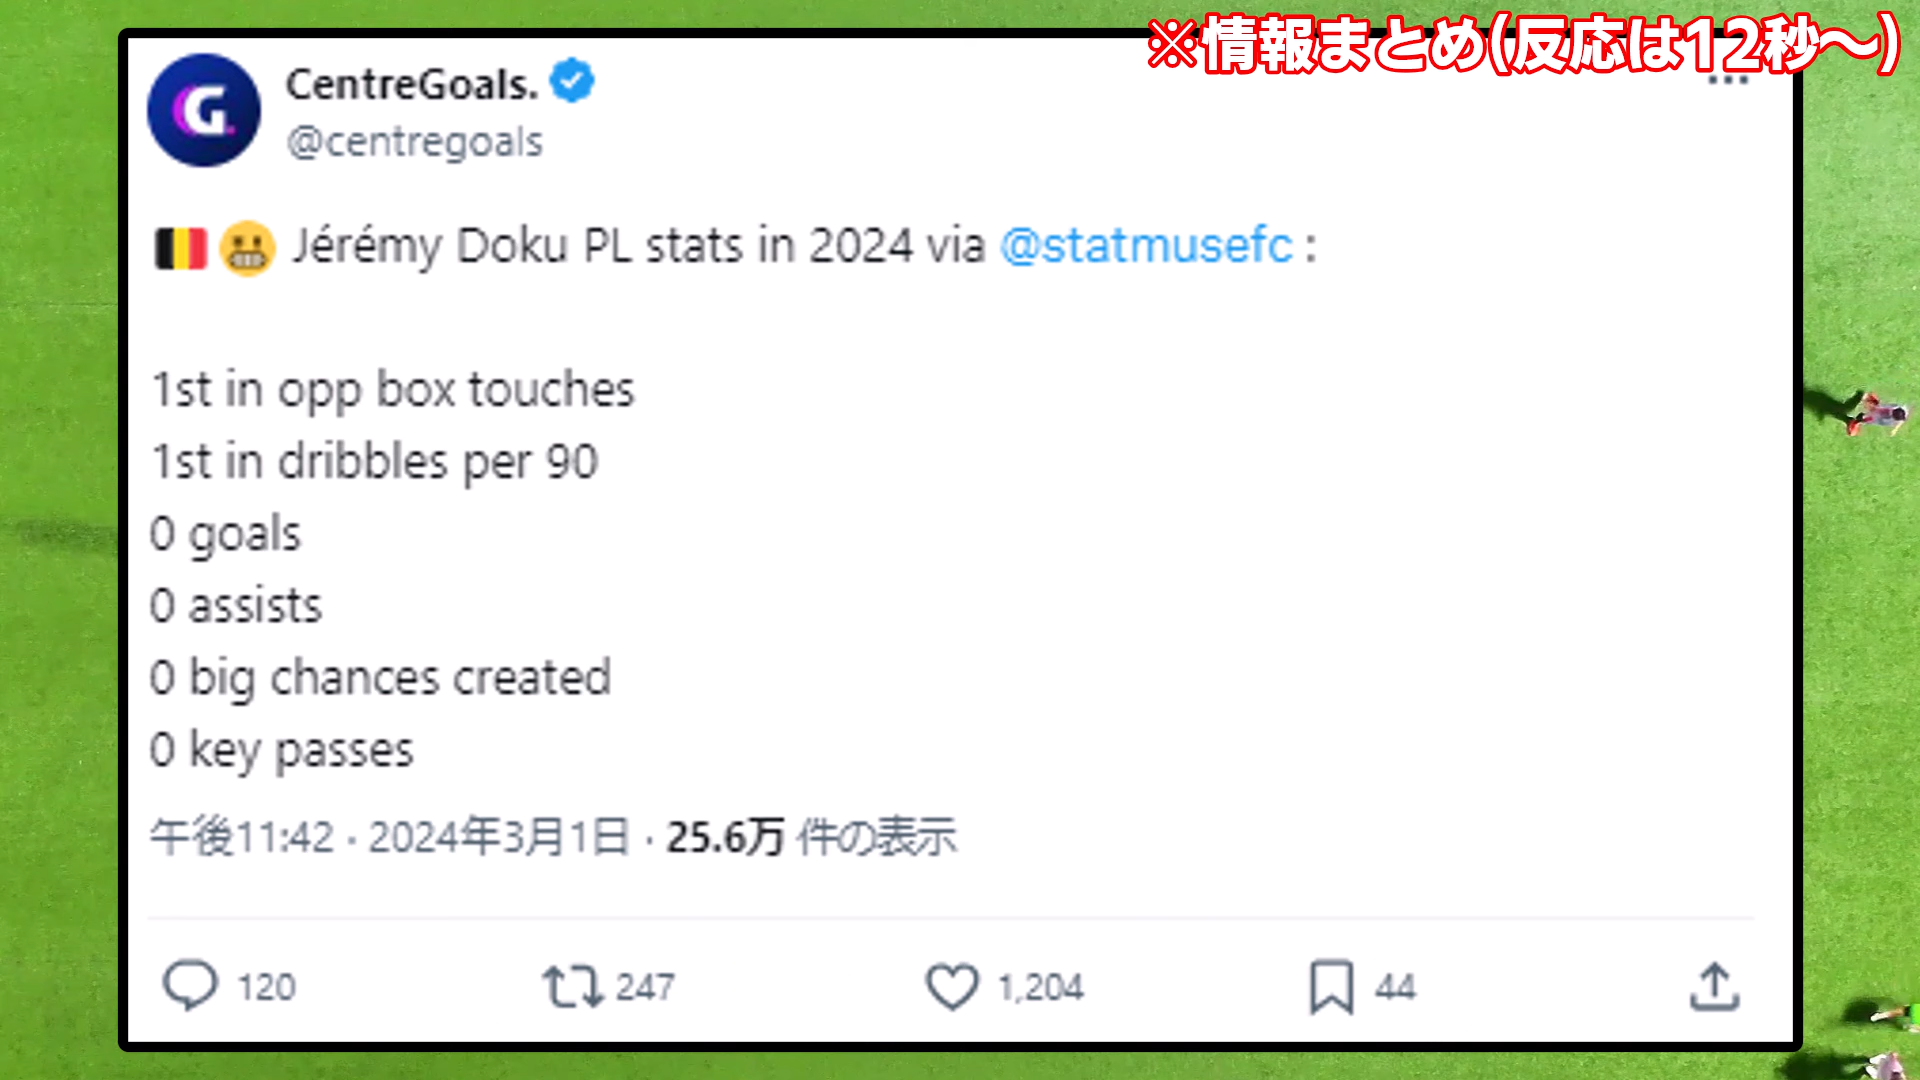 ※情報まとめ(反応は12秒～)
CentreGoals.
@centregoals
Jérémy Doku PL stats in 2024 via @statmusefc :
1st in opp box touches
1st in dribbles per 90
0 goals
0 assists
0 big chances created
0 key passes
午後11:42 · 2024年3月1日 · 25.6万 件の表示
120 247 1,204 44